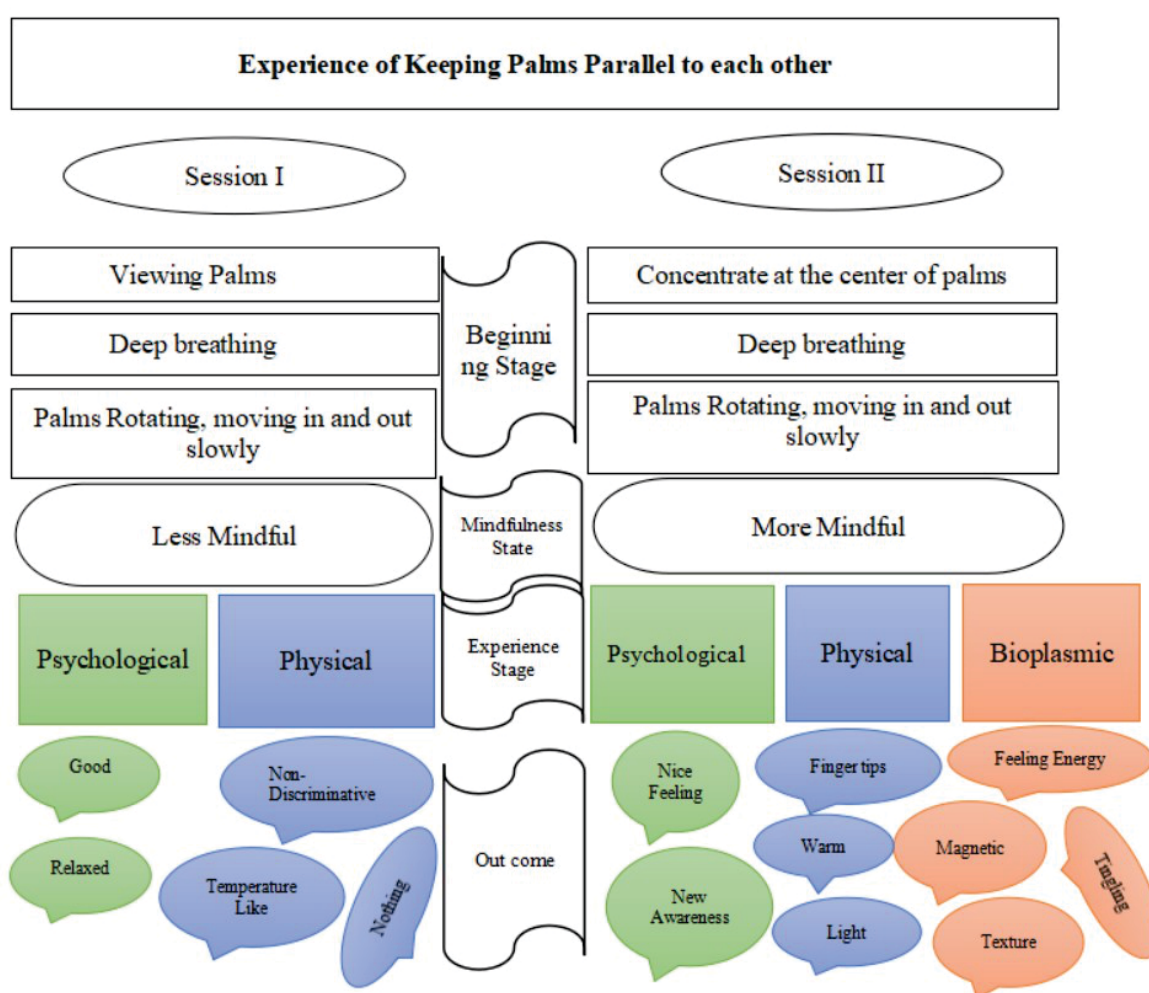 Experience of Keeping Palms Parallel to each other
Session I
Session II
Viewing Palms
Concentrate at the center of palms
Deep breathing
Beginni
ng Stage
Deep breathing
Palms Rotating, moving in and out
slowly
Palms Rotating, moving in and out
slowly
Less Mindful
Mindfulness
State
More Mindful
Psychological
Physical
Experience
Stage
Psychological
Physical
Bioplasmic
Good
Non-
Discriminative
Relaxed
Temperature
Like
Nothing
Out come
Nice
Feeling
Finger tips
Feeling Energy
Warm
Magnetic
Tingling
New
Awareness
Light
Texture